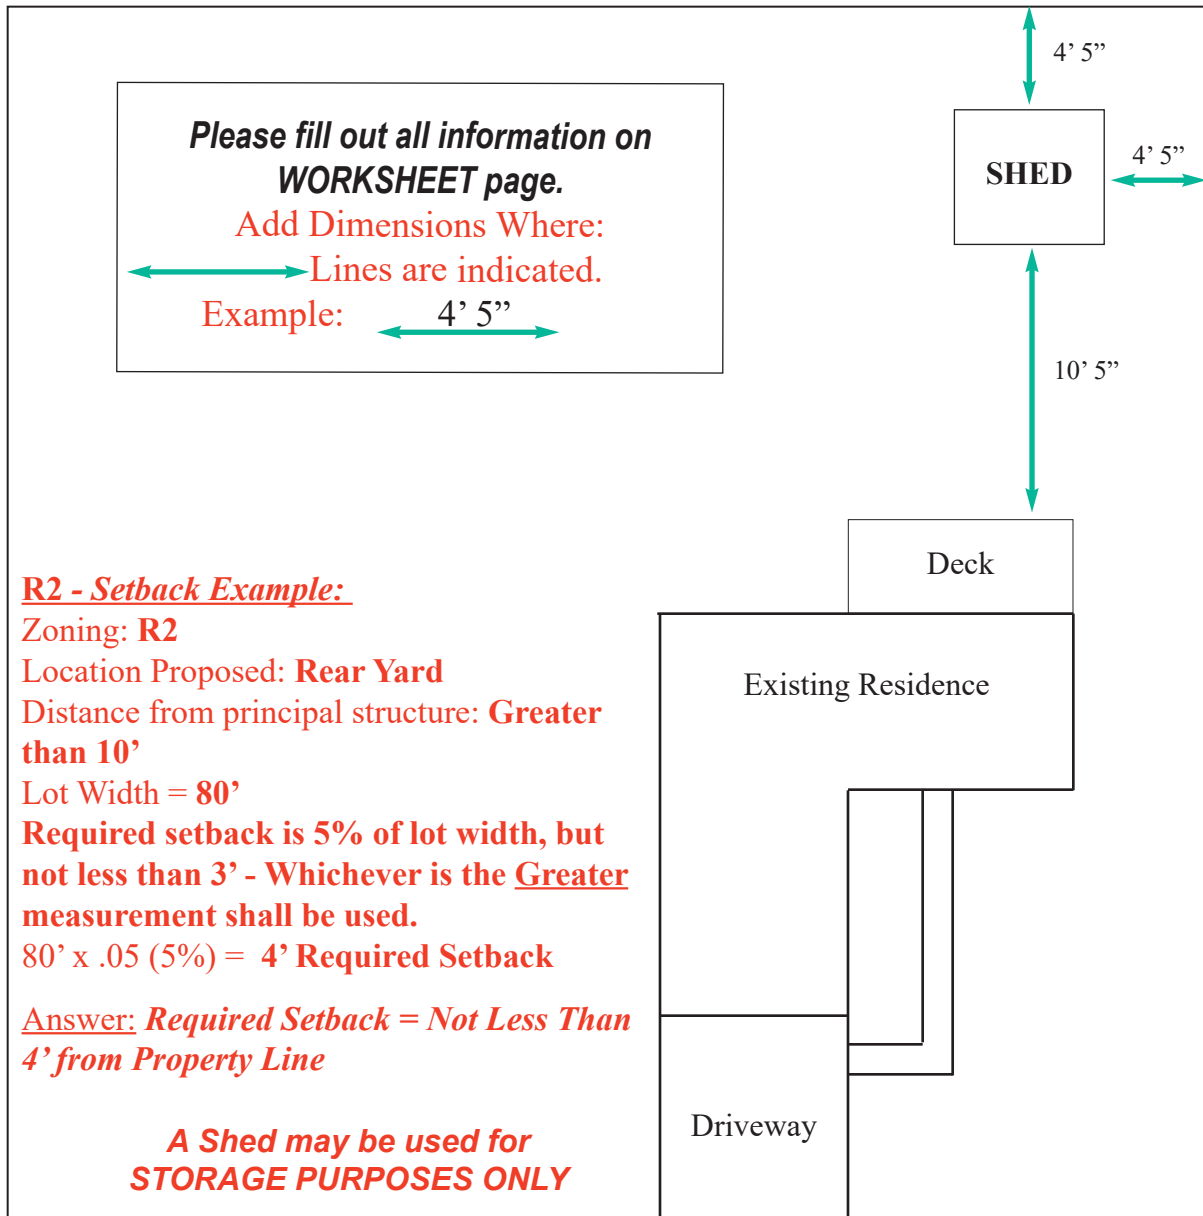 4’ 5”
Please fill out all information on
WORKSHEET page.
Add Dimensions Where:
Lines are indicated.
Example: 4’ 5”
SHED
4’ 5”
10’ 5”
Deck
Existing Residence
R2 - Setback Example:
Zoning: R2
Location Proposed: Rear Yard
Distance from principal structure: Greater
than 10’
Lot Width = 80’
Required setback is 5% of lot width, but
not less than 3’ - Whichever is the Greater
measurement shall be used.
80’ x .05 (5%) = 4’ Required Setback
Answer: Required Setback = Not Less Than
4’ from Property Line
Driveway
A Shed may be used for
STORAGE PURPOSES ONLY